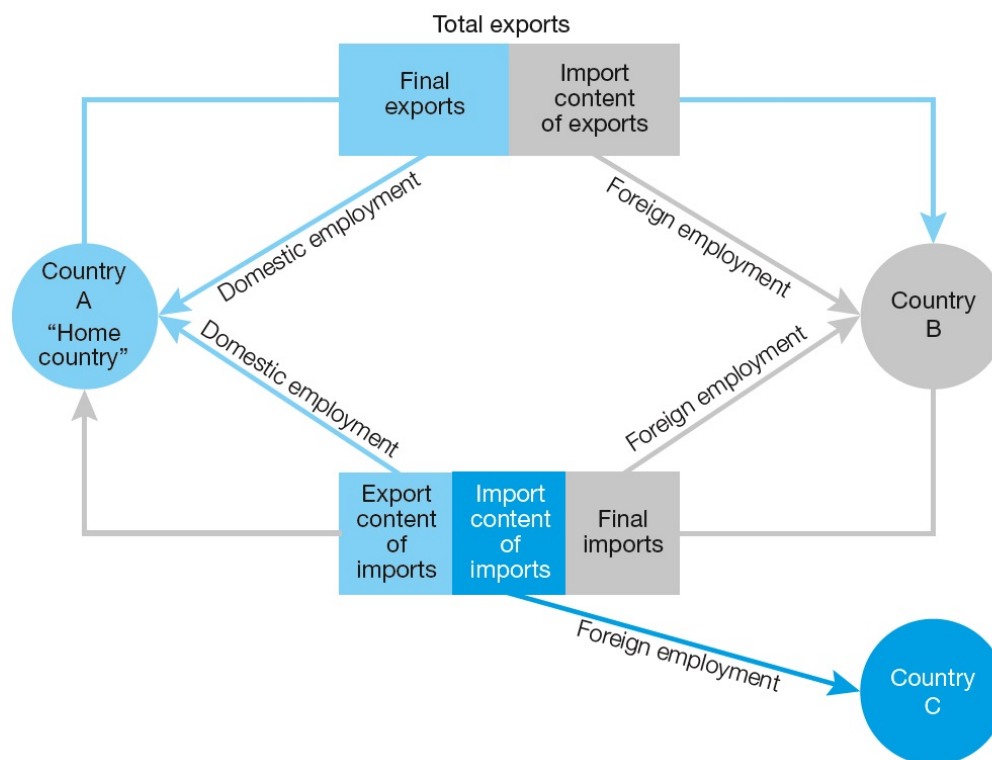 Total exports
Final
exports
Import
content
of exports
Domestic employment
Foreign employment
Country
A
“Home
country”
Country
B
Domestic employment
Foreign employment
Export
content
of
imports
Import
content
of
imports
Final
imports
Foreign employment
Country
C